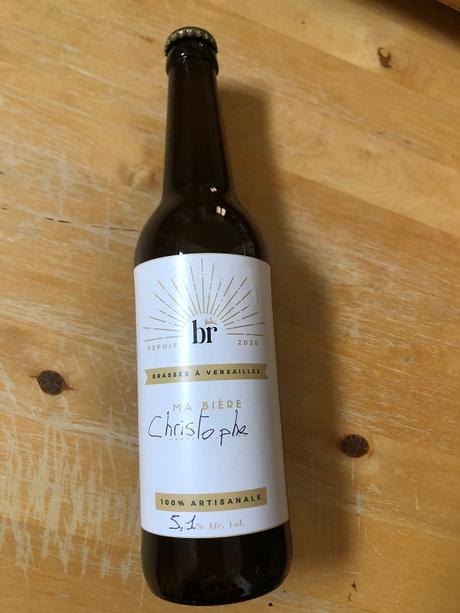 br
DEPUIS 2020
BRASSÉE À VERSAILLES
MA BIÈRE
Christophe
100% ARTISANALE
5,1% Alc. Vol.